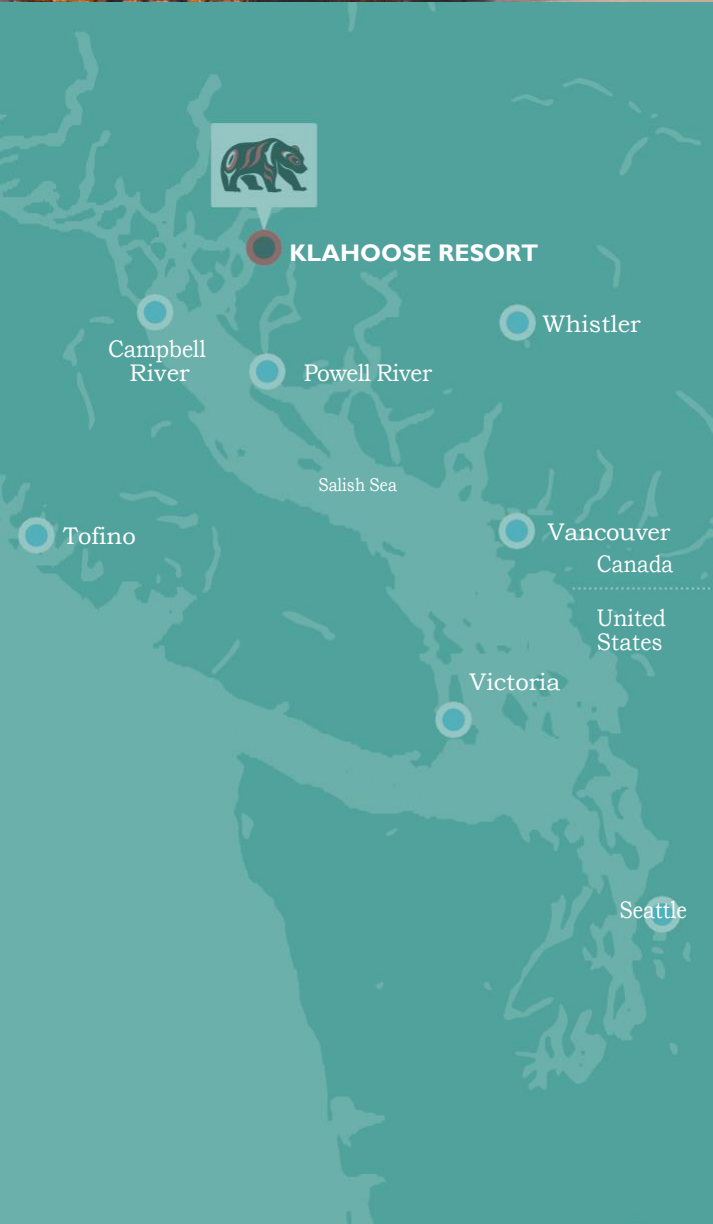 KLAHOOSE RESORT
Whistler
Campbell
River
Powell River
Salish Sea
Tofino
Vancouver
Canada
United
States
Victoria
Seattle